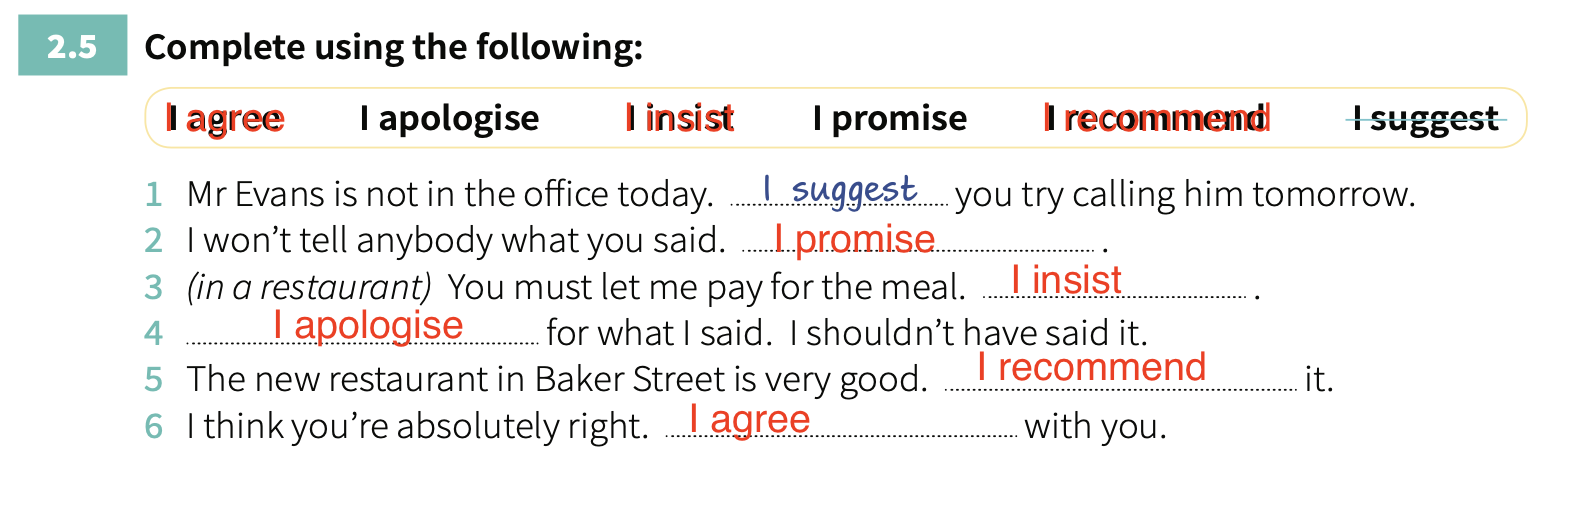 2.5 Complete using the following:
I agree I apologise I insist I promise I recommend I suggest
1 Mr Evans is not in the office today. I suggest you try calling him tomorrow.
2 I won't tell anybody what you said. I promise .
3 (in a restaurant) You must let me pay for the meal. I insist .
4 I apologise for what I said. I shouldn't have said it.
5 The new restaurant in Baker Street is very good. I recommend it.
6 I think you're absolutely right. I agree with you.